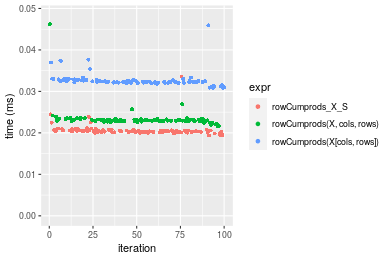 0.05
0.04
0.03
0.02
0.01
0.00
time (ms)
0
25
50
75
100
iteration
expr
rowCumprods_X_S
rowCumprods(X, cols, rows)
rowCumprods(X[cols, rows])